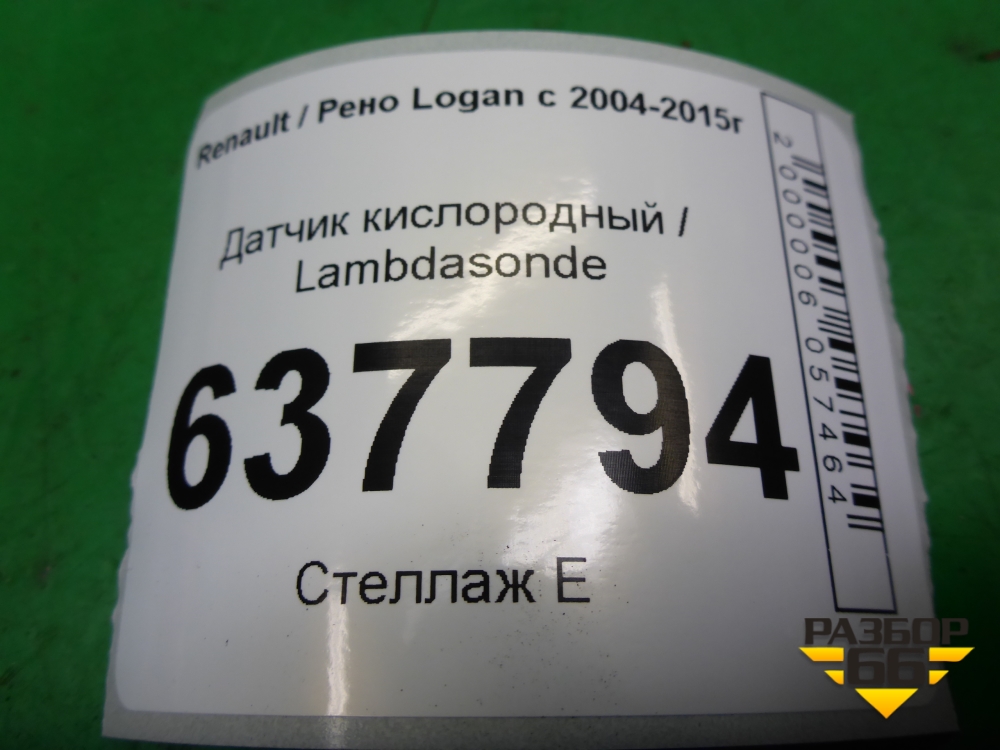 Renault / Рено Logan с 2004-2015г
Датчик кислородный /
Lambdasonde
637794
Стеллаж Е
2000006057464
РАЗБОР
66